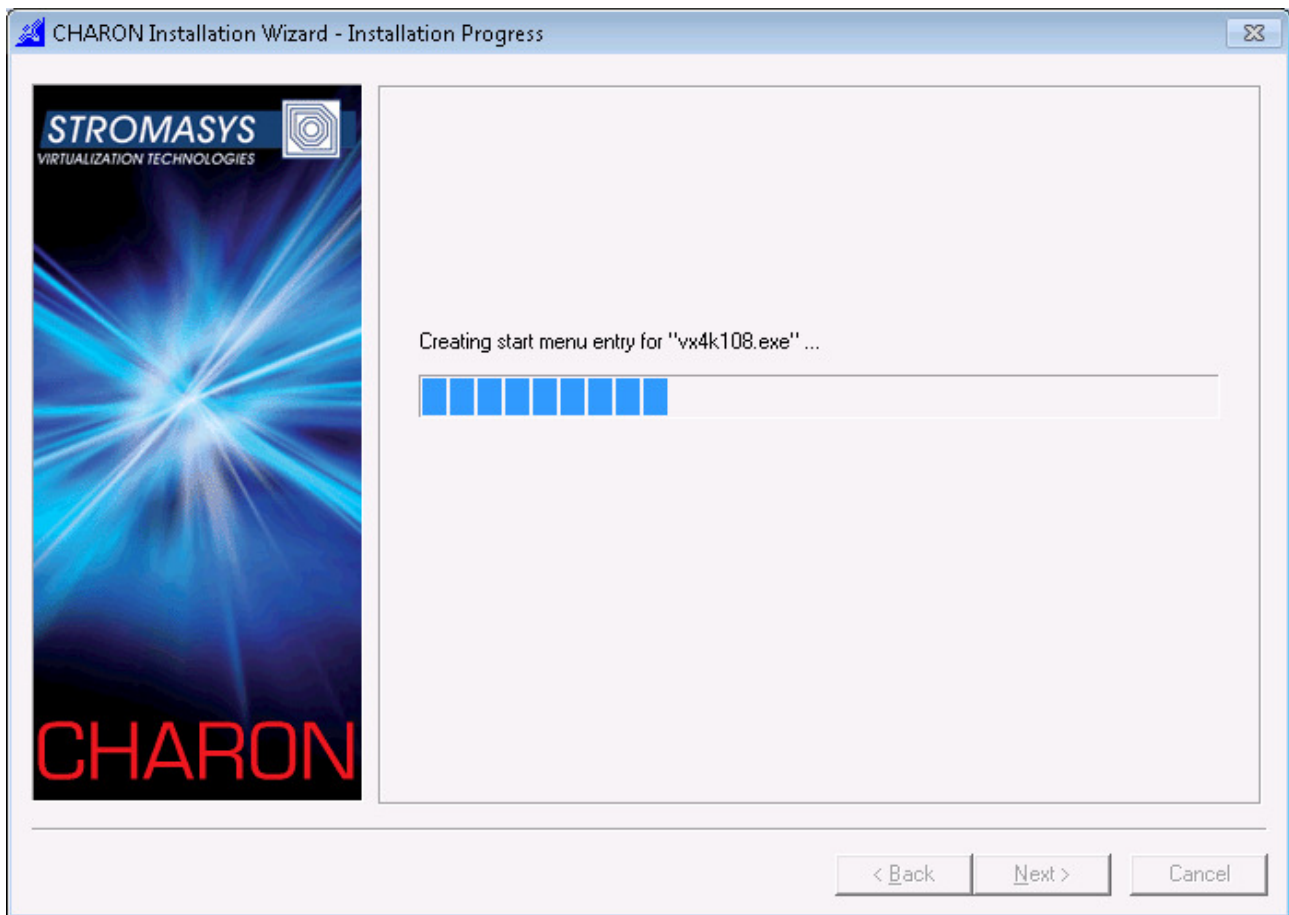 CHARON Installation Wizard - Installation Progress
STROMASYS
VIRTUALIZATION TECHNOLOGIES
Creating start menu entry for "vx4k108.exe" ...
CHARON
< Back
Next >
Cancel